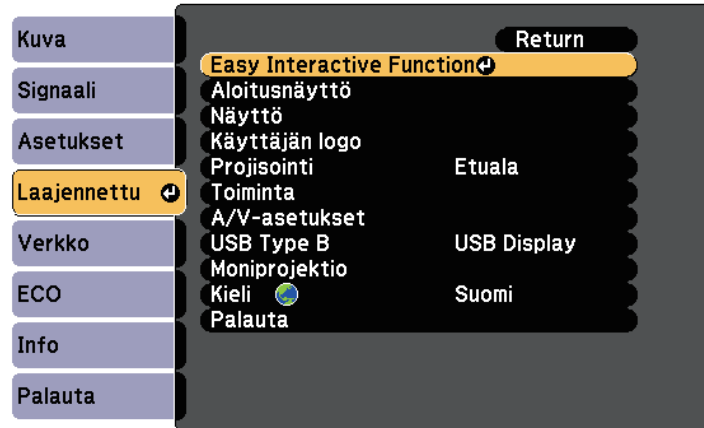 Kuva
Signaali
Asetukset
Laajennettu
Verkko
ECO
Info
Palauta
Return
Easy Interactive Function
Aloitusnäyttö
Näyttö
Käyttäjän logo
Projisointi Etuala
Toiminta
A/V-asetukset
USB Type B USB Display
Moniprojektio
Kieli Suomi
Palauta